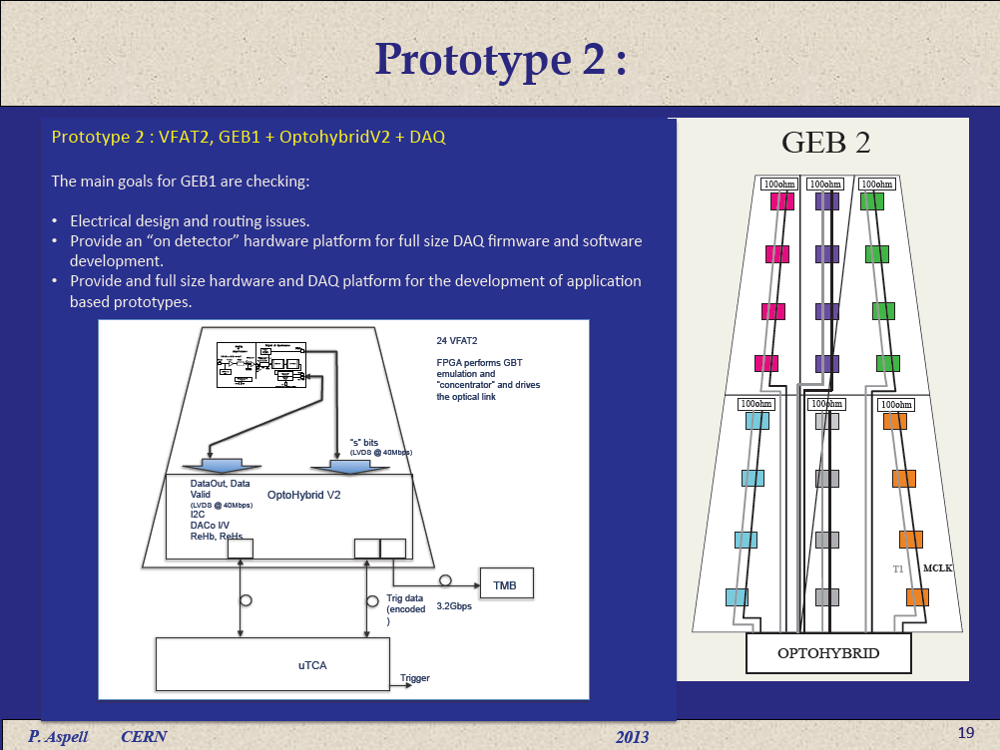 Prototype 2 :
Prototype 2 : VFAT2, GEB1 + OptohybridV2 + DAQ
The main goals for GEB1 are checking:
• Electrical design and routing issues.
• Provide an “on detector” hardware platform for full size DAQ firmware and software
development.
• Provide and full size hardware and DAQ platform for the development of application
based prototypes.
24 VFAT2
FPGA performs GBT
emulation and
“concentrator” and drives
the optical link
“s” bits
(LVDS @ 40Mbps)
DataOut, Data
Valid
(LVDS @ 40Mbps)
I2C
DACo I/V
ReHb, ReHs
OptoHybrid V2
TMB
Trig data
(encoded
)
3.2Gbps
uTCA
Trigger
GEB 2
100ohm 100ohm 100ohm
100ohm 100ohm 100ohm
T1 MCLK
OPTOHYBRID
P. Aspell CERN 2013 19